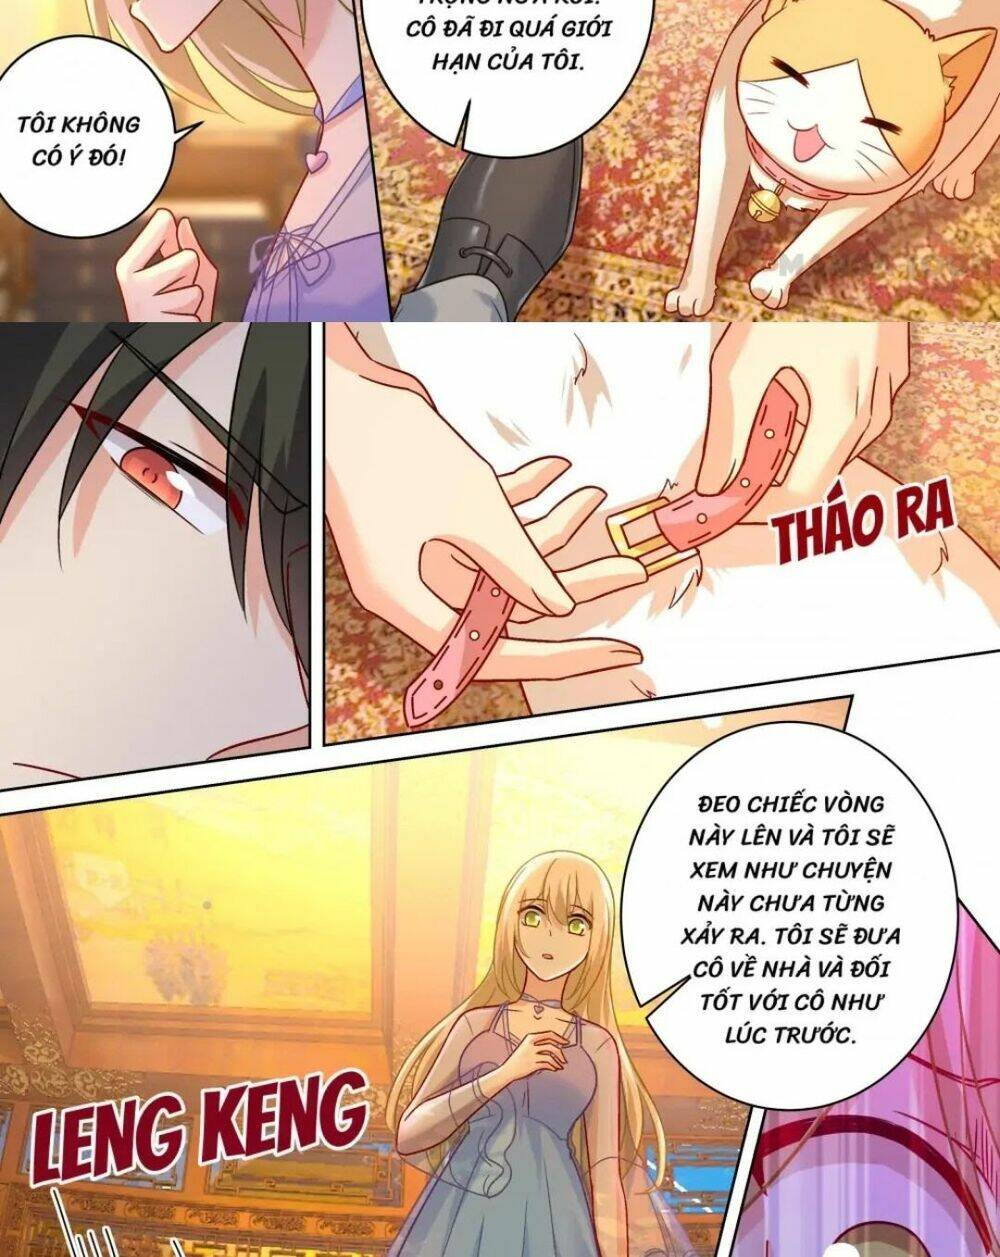 TÔI KHÔNG
CÓ Ý ĐÓ!
CÔ ĐÃ ĐI QUÁ GIỚI
HẠN CỦA TÔI.
THÁO RA
ĐEO CHIẾC VÒNG
NÀY LÊN VÀ TÔI SẼ
XEM NHƯ CHUYỆN
NÀY CHƯA TỪNG
XẢY RA. TÔI SẼ ĐƯA
CÔ VỀ NHÀ VÀ ĐỐI
TỐT VỚI CÔ NHƯ
LÚC TRƯỚC.
LENG KENG